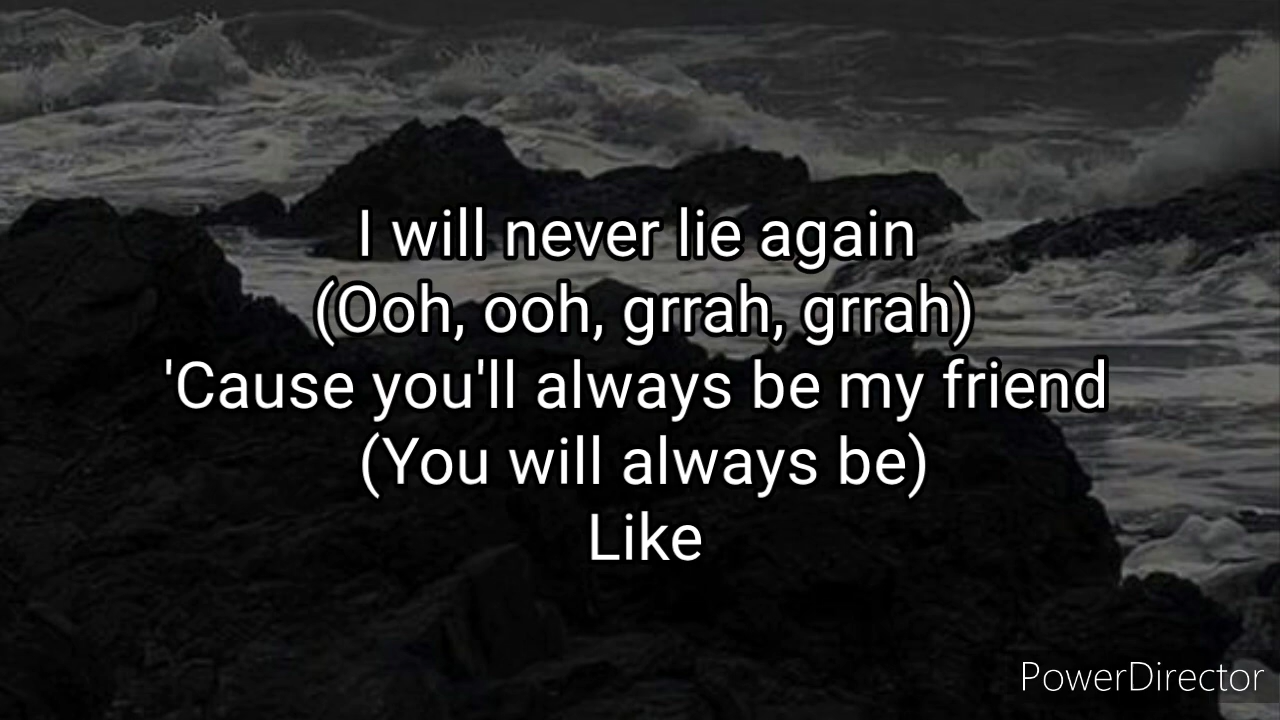 I will never lie again
(Ooh, ooh, grrah, grrah)
'Cause you'll always be my friend
(You will always be)
Like
PowerDirector